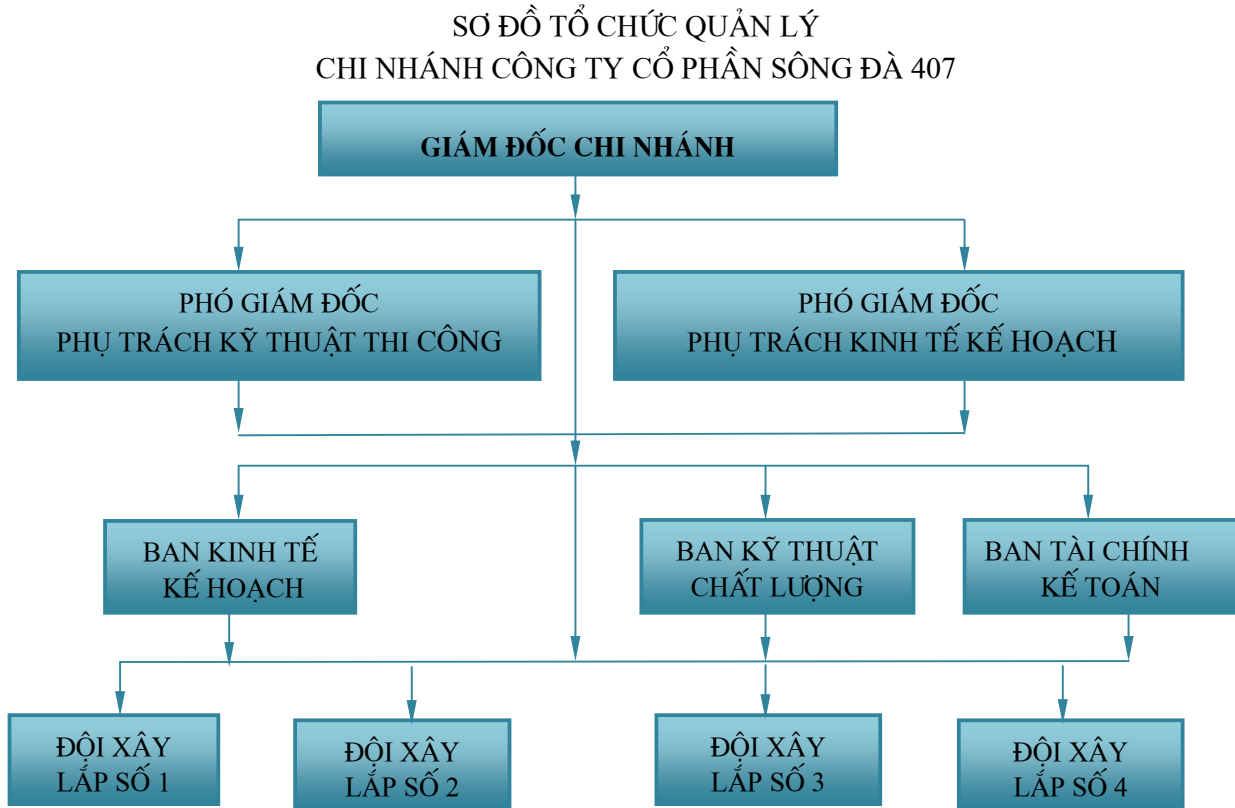 SƠ ĐỒ TỔ CHỨC QUẢN LÝ
CHI NHÁNH CÔNG TY CỔ PHẦN SÔNG ĐÀ 407
GIÁM ĐỐC CHI NHÁNH
PHÓ GIÁM ĐỐC
PHỤ TRÁCH KỸ THUẬT THI CÔNG
PHÓ GIÁM ĐỐC
PHỤ TRÁCH KINH TẾ KẾ HOẠCH
BAN KINH TẾ
KẾ HOẠCH
BAN KỸ THUẬT
CHẤT LƯỢNG
BAN TÀI CHÍNH
KẾ TOÁN
ĐỘI XÂY
LẮP SỐ 1
ĐỘI XÂY
LẮP SỐ 2
ĐỘI XÂY
LẮP SỐ 3
ĐỘI XÂY
LẮP SỐ 4